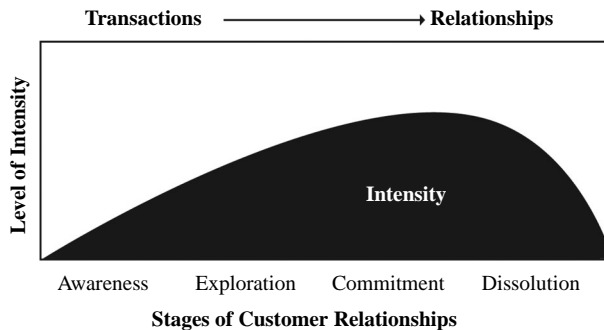 Transactions Relationships
Level of Intensity
Intensity
Awareness Exploration Commitment Dissolution
Stages of Customer Relationships